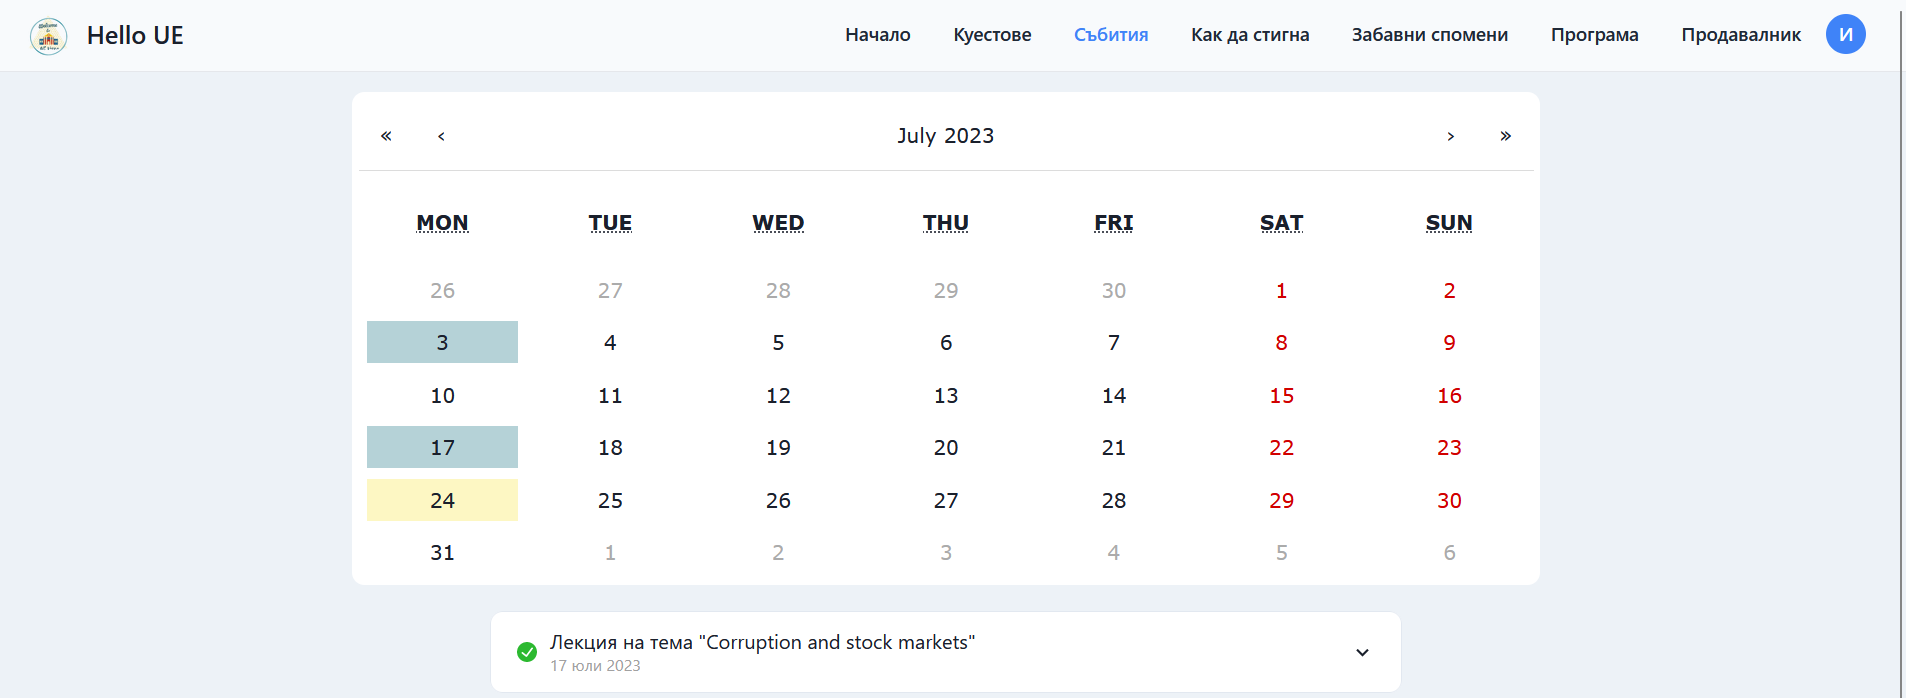 Hello UE Начало Куестове Събития Как да стигна Забавни спомени Програма Продавалник И
« ‹ July 2023 › »
MON TUE WED THU FRI SAT SUN
26 27 28 29 30 1 2
3 4 5 6 7 8 9
10 11 12 13 14 15 16
17 18 19 20 21 22 23
24 25 26 27 28 29 30
31 1 2 3 4 5 6
Лекция на тема "Corruption and stock markets"
17 юли 2023